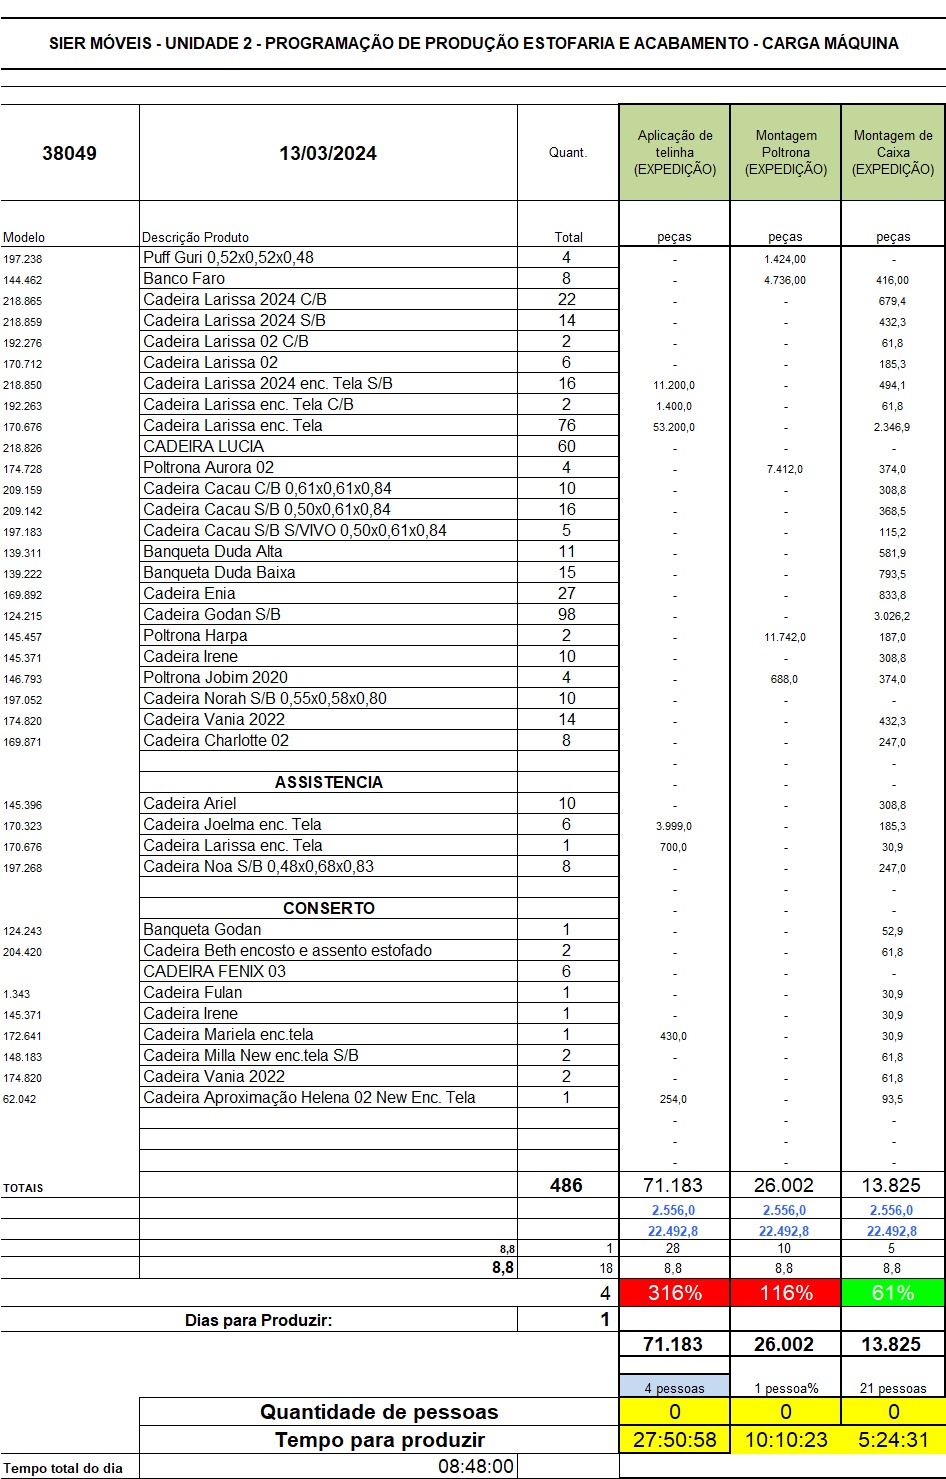 SIER MÓVEIS - UNIDADE 2 - PROGRAMAÇÃO DE PRODUÇÃO ESTOFARIA E ACABAMENTO - CARGA MÁQUINA
38049 13/03/2024 Quant. Aplicação de telinha (EXPEDIÇÃO) Montagem Poltrona (EXPEDIÇÃO) Montagem de Caixa (EXPEDIÇÃO)
Modelo Descrição Produto Total peças peças peças
197.238 Puff Guri 0,52x0,52x0,48 4 - 1.424,00 -
144.462 Banco Faro 8 - 4.736,00 416,00
218.865 Cadeira Larissa 2024 C/B 22 - - 679,4
218.859 Cadeira Larissa 2024 S/B 14 - - 432,3
192.276 Cadeira Larissa 02 C/B 2 - - 61,8
170.712 Cadeira Larissa 02 6 - - 185,3
218.850 Cadeira Larissa 2024 enc. Tela S/B 16 11.200,0 - 494,1
192.263 Cadeira Larissa enc. Tela C/B 2 1.400,0 - 61,8
170.676 Cadeira Larissa enc. Tela 76 53.200,0 - 2.346,9
218.826 CADEIRA LUCIA 60 - - -
174.728 Poltrona Aurora 02 4 - 7.412,0 374,0
209.159 Cadeira Cacau C/B 0,61x0,61x0,84 10 - - 308,8
209.142 Cadeira Cacau S/B 0,50x0,61x0,84 16 - - 368,5
197.183 Cadeira Cacau S/B S/VIVO 0,50x0,61x0,84 5 - - 115,2
139.311 Banqueta Duda Alta 11 - - 581,9
139.222 Banqueta Duda Baixa 15 - - 793,5
169.892 Cadeira Enia 27 - - 833,8
124.215 Cadeira Godan S/B 98 - - 3.026,2
145.457 Poltrona Harpa 2 - 11.742,0 187,0
145.371 Cadeira Irene 10 - - 308,8
146.793 Poltrona Jobim 2020 4 - 688,0 374,0
197.052 Cadeira Norah S/B 0,55x0,58x0,80 10 - - -
174.820 Cadeira Vania 2022 14 - - 432,3
169.871 Cadeira Charlotte 02 8 - - 247,0
- - -
ASSISTENCIA - - -
145.396 Cadeira Ariel 10 - - 308,8
170.323 Cadeira Joelma enc. Tela 6 3.999,0 - 185,3
170.676 Cadeira Larissa enc. Tela 1 700,0 - 30,9
197.268 Cadeira Noa S/B 0,48x0,68x0,83 8 - - 247,0
- - -
CONSERTO - - -
124.243 Banqueta Godan 1 - - 52,9
204.420 Cadeira Beth encosto e assento estofado 2 - - 61,8
CADEIRA FENIX 03 6 - - -
1.343 Cadeira Fulan 1 - - 30,9
145.371 Cadeira Irene 1 - - 30,9
172.641 Cadeira Mariela enc.tela 1 430,0 - 30,9
148.183 Cadeira Milla New enc.tela S/B 2 - - 61,8
174.820 Cadeira Vania 2022 2 - - 61,8
62.042 Cadeira Aproximação Helena 02 New Enc. Tela 1 254,0 - 93,5
- - -
- - -
- - -
TOTAIS 486 71.183 26.002 13.825
2.556,0 2.556,0 2.556,0
22.492,8 22.492,8 22.492,8
8,8 1 28 10 5
8,8 18 8,8 8,8 8,8
4 316% 116% 61%
Dias para Produzir: 1
71.183 26.002 13.825
4 pessoas 1 pessoa% 21 pessoas
Quantidade de pessoas 0 0 0
Tempo para produzir 27:50:58 10:10:23 5:24:31
Tempo total do dia 08:48:00